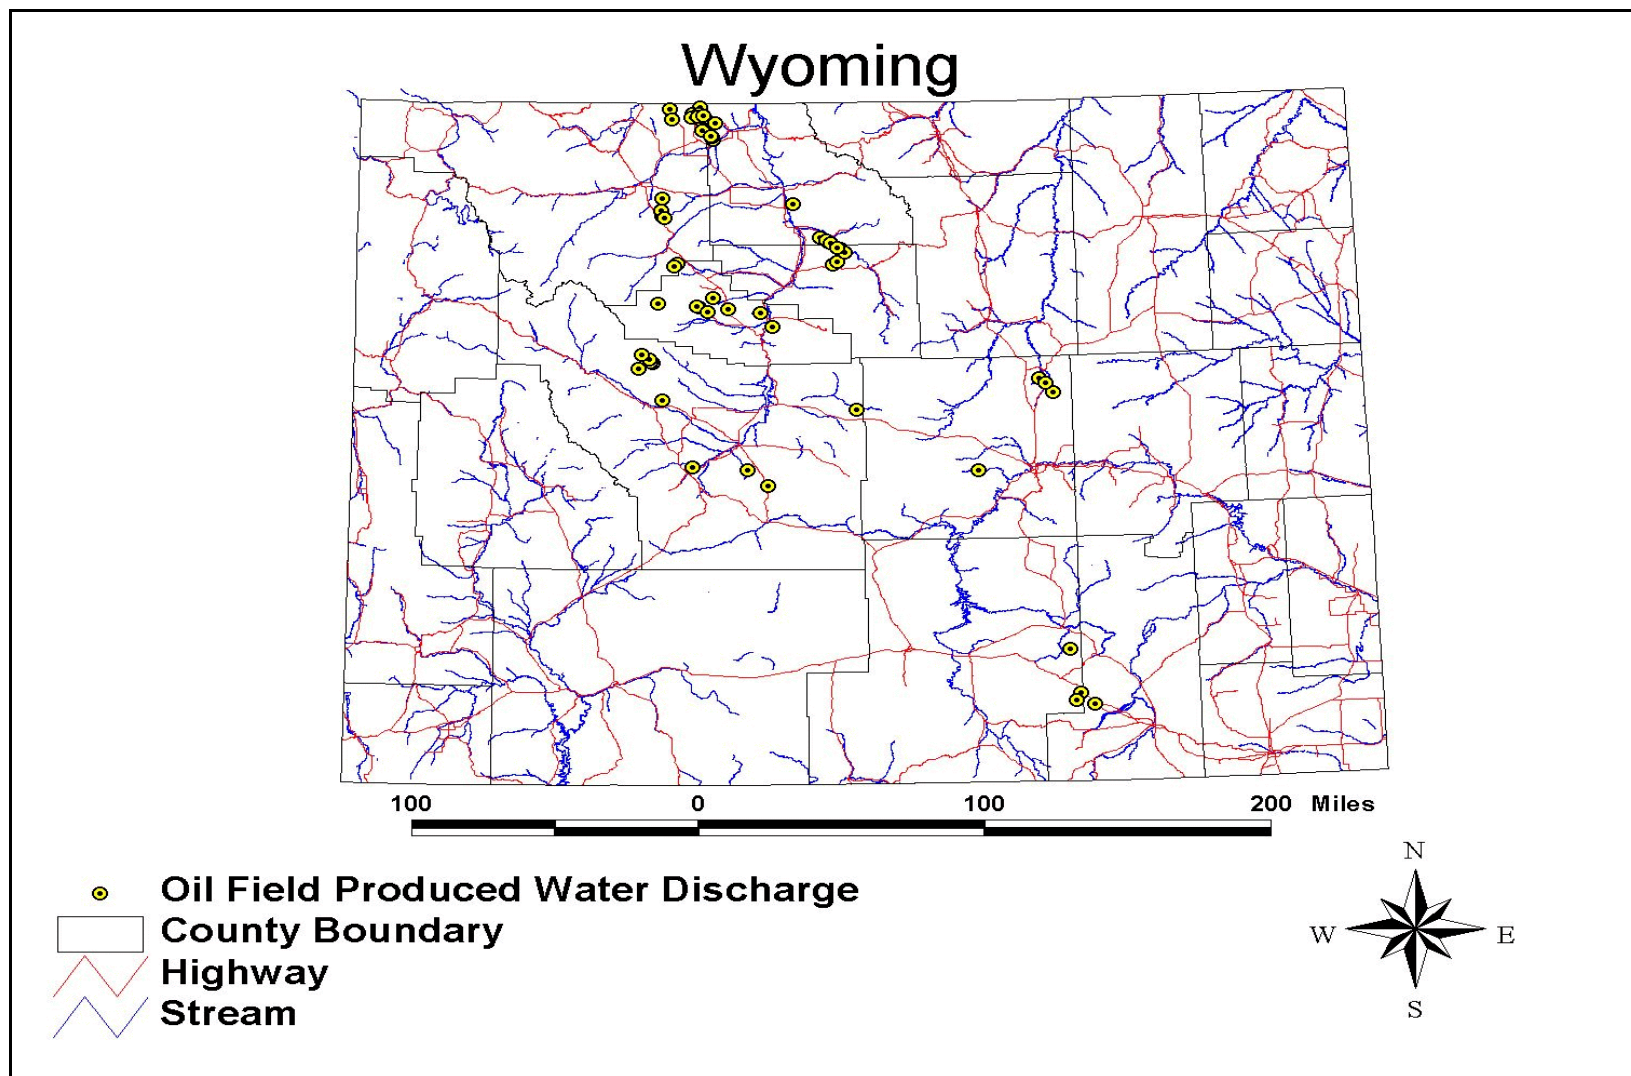 Wyoming
100 0 100 200 Miles
Oil Field Produced Water Discharge
County Boundary
Highway
Stream
N
W E
S